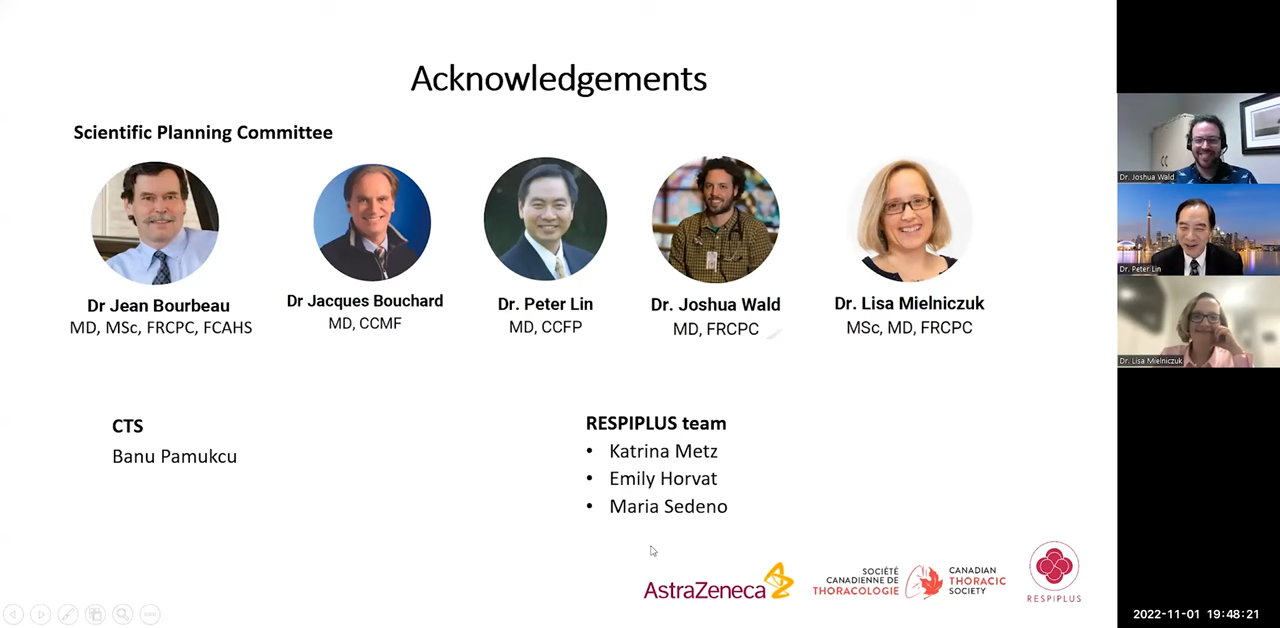 Acknowledgements
Scientific Planning Committee
Dr Jean Bourbeau
MD, MSc, FRCPC, FCAHS
Dr Jacques Bouchard
MD, CCMF
Dr. Peter Lin
MD, CCFP
Dr. Joshua Wald
MD, FRCPC
Dr. Lisa Mielniczuk
MSc, MD, FRCPC
CTS
Banu Pamukcu
RESPIPLUS team
• Katrina Metz
• Emily Horvat
• Maria Sedeno
AstraZeneca
SOCIÉTÉ
CANADIENNE DE
THORACOLOGIE
CANADIAN
THORACIC
SOCIETY
RESPIPLUS
Dr. Joshua Wald
Dr. Peter Lin
Dr. Lisa Mielniczuk
2022-11-01 19:48:21